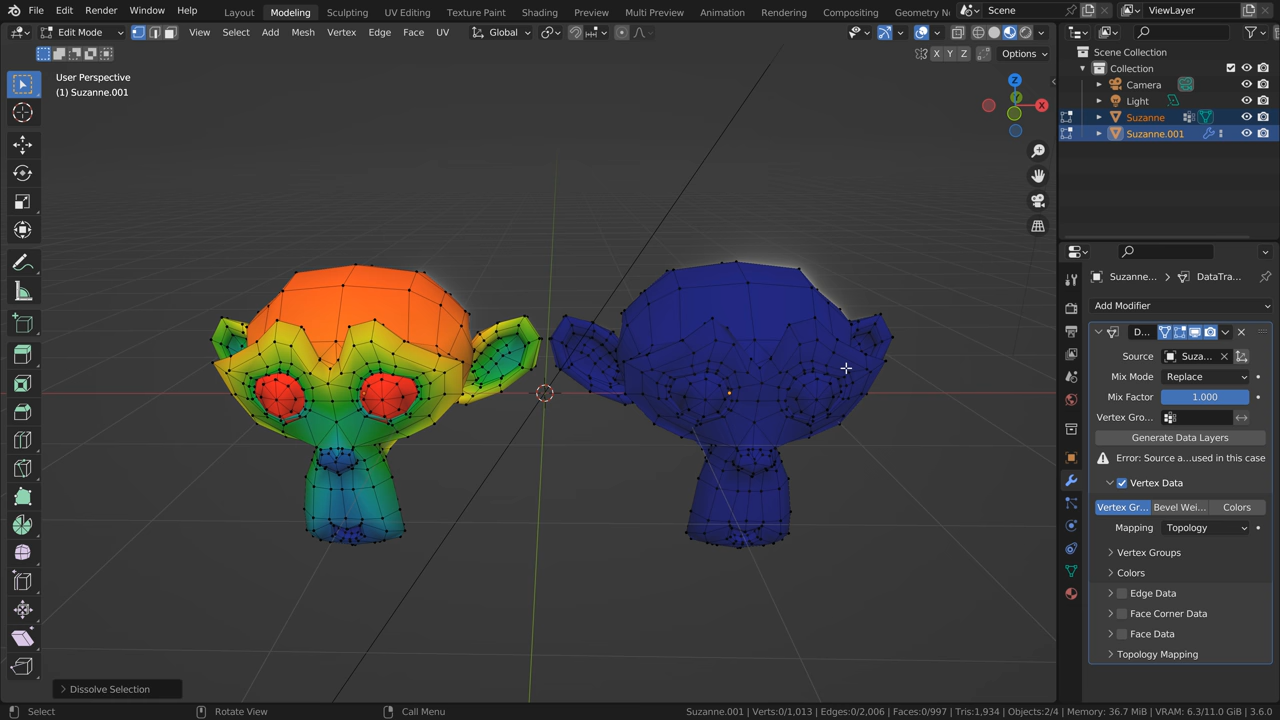 File Edit Render Window Help Layout Modeling Sculpting UV Editing Texture Paint Shading Preview Multi Preview Animation Rendering Compositing Geometry N Scene ViewLayer
Edit Mode View Select Add Mesh Vertex Edge Face UV Global
X Y Z Options
User Perspective
(1) Suzanne.001
Z
Y
X
Scene Collection
Collection
Camera
Light
Suzanne
Suzanne.001
Suzanne... DataTra...
Add Modifier
D...
Source Suza...
Mix Mode Replace
Mix Factor 1.000
Vertex Gro...
Generate Data Layers
Error: Source a...used in this case
Vertex Data
Vertex Gr... Bevel Wei... Colors
Mapping Topology
Vertex Groups
Colors
Edge Data
Face Corner Data
Face Data
Topology Mapping
Dissolve Selection
Select Rotate View Call Menu Suzanne.001 | Verts:0/1,013 | Edges:0/2,006 | Faces:0/997 | Tris:1,934 | Objects:2/4 | Memory: 36.7 MiB | VRAM: 6.3/11.0 GiB | 3.6.0